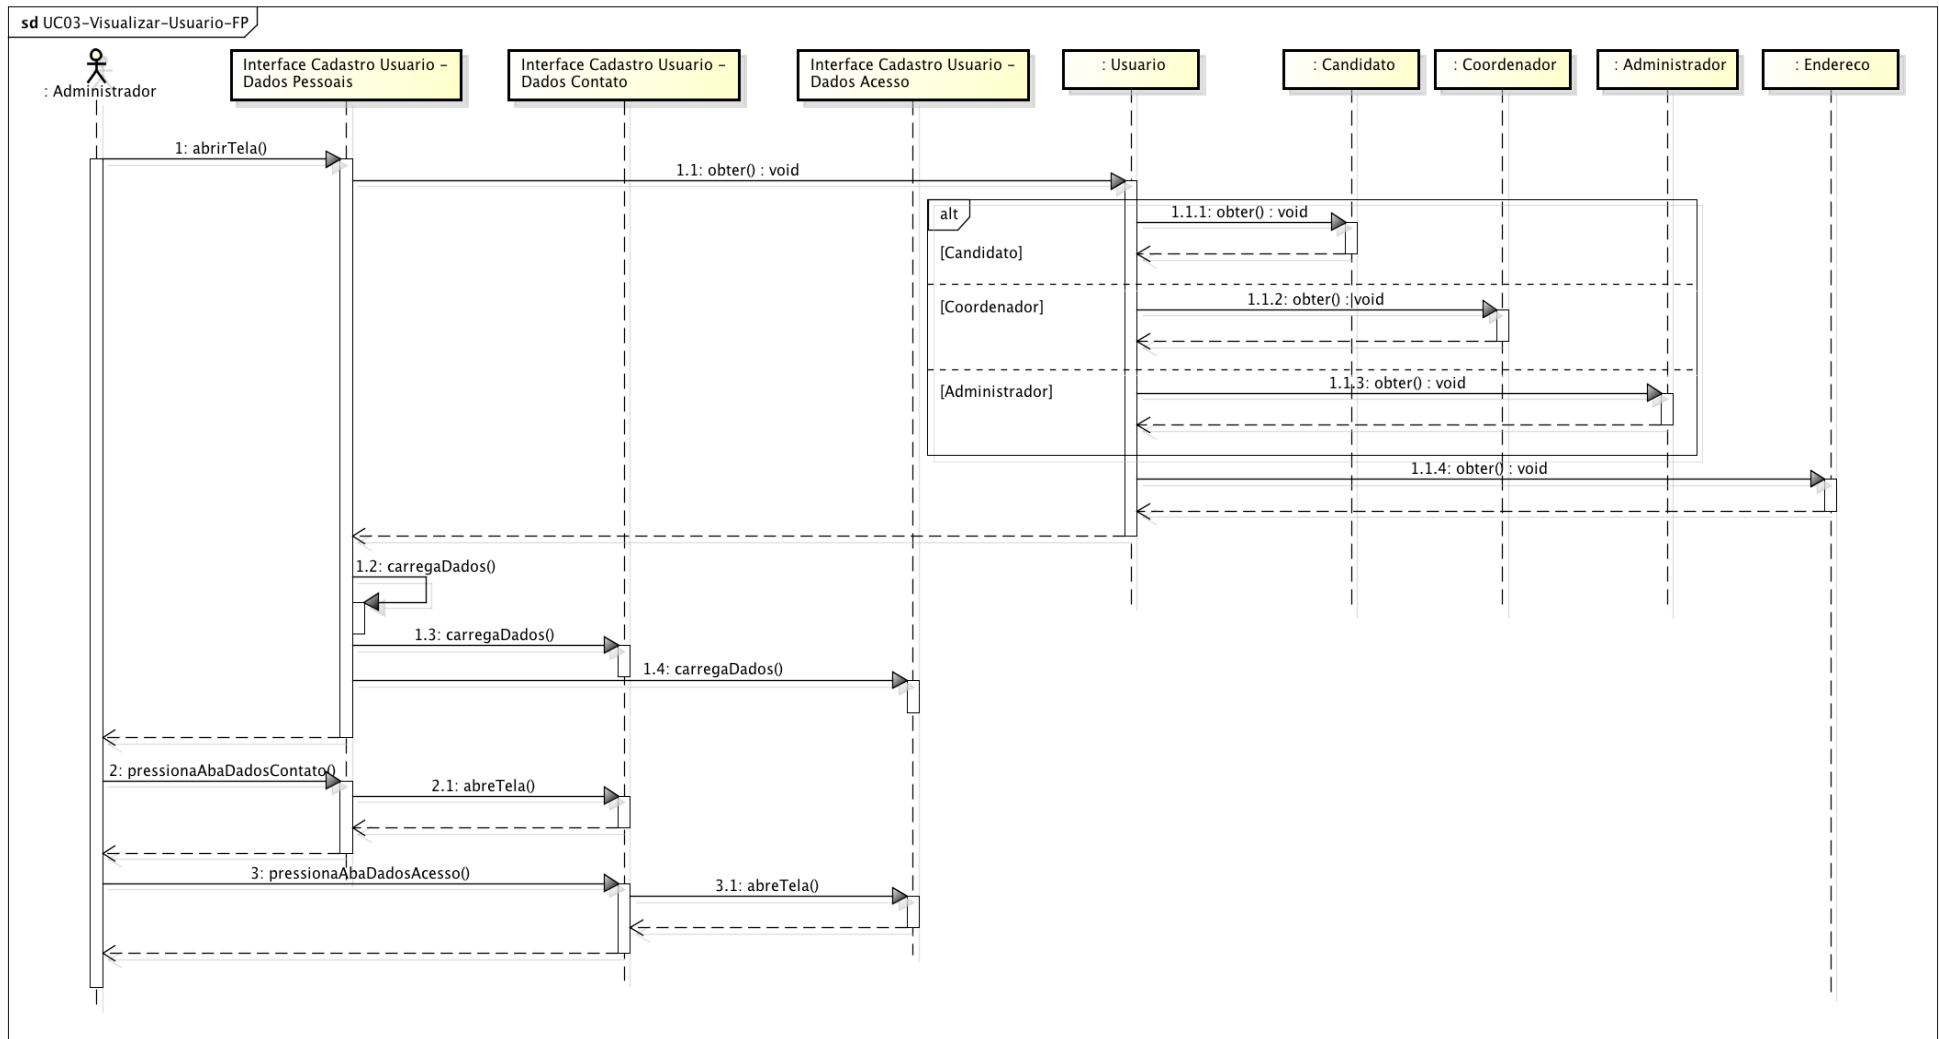 sd UC03-Visualizar-Usuario-FP
: Administrador
Interface Cadastro Usuario -
Dados Pessoais
Interface Cadastro Usuario -
Dados Contato
Interface Cadastro Usuario -
Dados Acesso
: Usuario
: Candidato
: Coordenador
: Administrador
: Endereco
1: abrirTela()
1.1: obter() : void
alt
1.1.1: obter() : void
[Candidato]
1.1.2: obter() : void
[Coordenador]
1.1.3: obter() : void
[Administrador]
1.1.4: obter() : void
1.2: carregaDados()
1.3: carregaDados()
1.4: carregaDados()
2: pressionaAbaDadosContato()
2.1: abreTela()
3: pressionaAbaDadosAcesso()
3.1: abreTela()